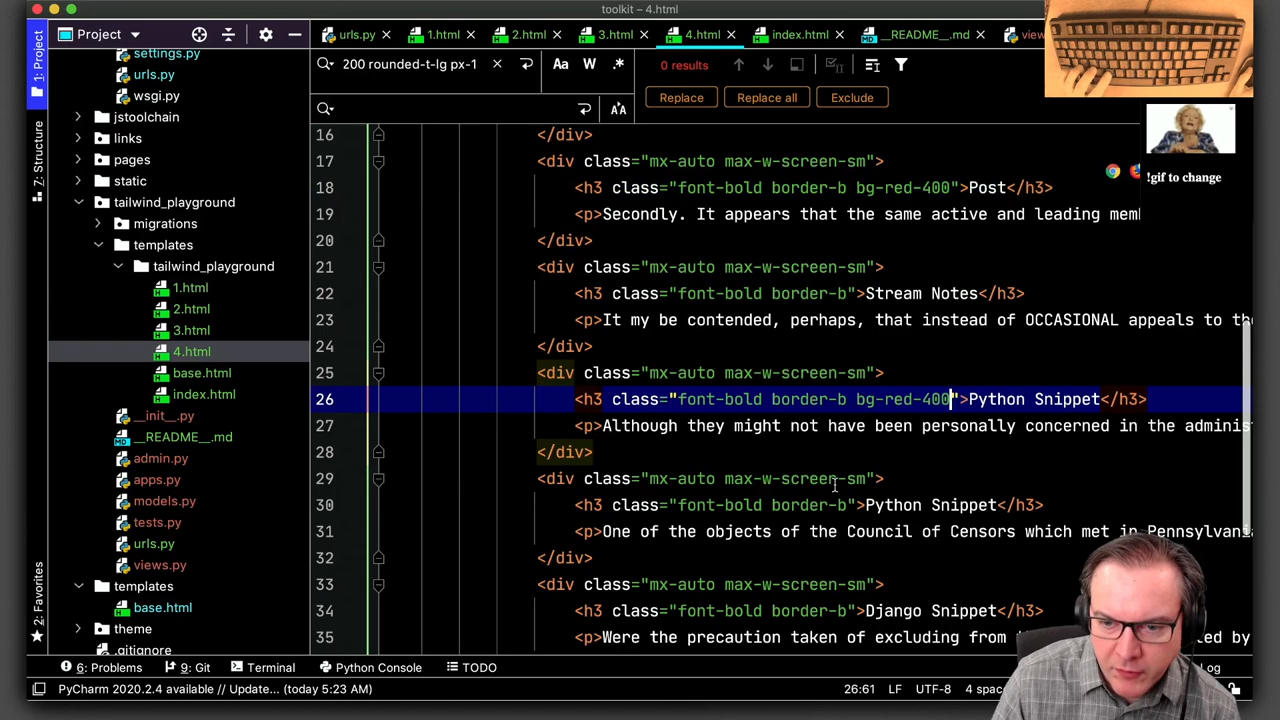 toolkit – 4.html
Project
urls.py 1.html 2.html 3.html 4.html index.html __README__.md
200 rounded-t-lg px-1 Aa W .* 0 results
Replace Replace all Exclude
1: Project
7: Structure
2: Favorites
settings.py
urls.py
wsgi.py
jstoolchain
links
pages
static
tailwind_playground
migrations
templates
tailwind_playground
1.html
2.html
3.html
4.html
base.html
index.html
__init__.py
__README__.md
admin.py
apps.py
models.py
tests.py
urls.py
views.py
templates
base.html
theme
.gitignore
16 </div>
17 <div class="mx-auto max-w-screen-sm">
18 <h3 class="font-bold border-b bg-red-400">Post</h3>
19 <p>Secondly. It appears that the same active and leading
20 </div>
21 <div class="mx-auto max-w-screen-sm">
22 <h3 class="font-bold border-b">Stream Notes</h3>
23 <p>It my be contended, perhaps, that instead of OCCASIONAL appeals to
24 </div>
25 <div class="mx-auto max-w-screen-sm">
26 <h3 class="font-bold border-b bg-red-400">Python Snippet</h3>
27 <p>Although they might not have been personally concerned in the
28 </div>
29 <div class="mx-auto max-w-screen-sm">
30 <h3 class="font-bold border-b">Python Snippet</h3>
31 <p>One of the objects of the Council of Censors which met in
32 </div>
33 <div class="mx-auto max-w-screen-sm">
34 <h3 class="font-bold border-b">Django Snippet</h3>
35 <p>Were the precaution taken of excluding from
!gif to change
6: Problems 9: Git Terminal Python Console TODO
PyCharm 2020.2.4 available // Update... (today 5:23 AM) 26:61 LF UTF-8